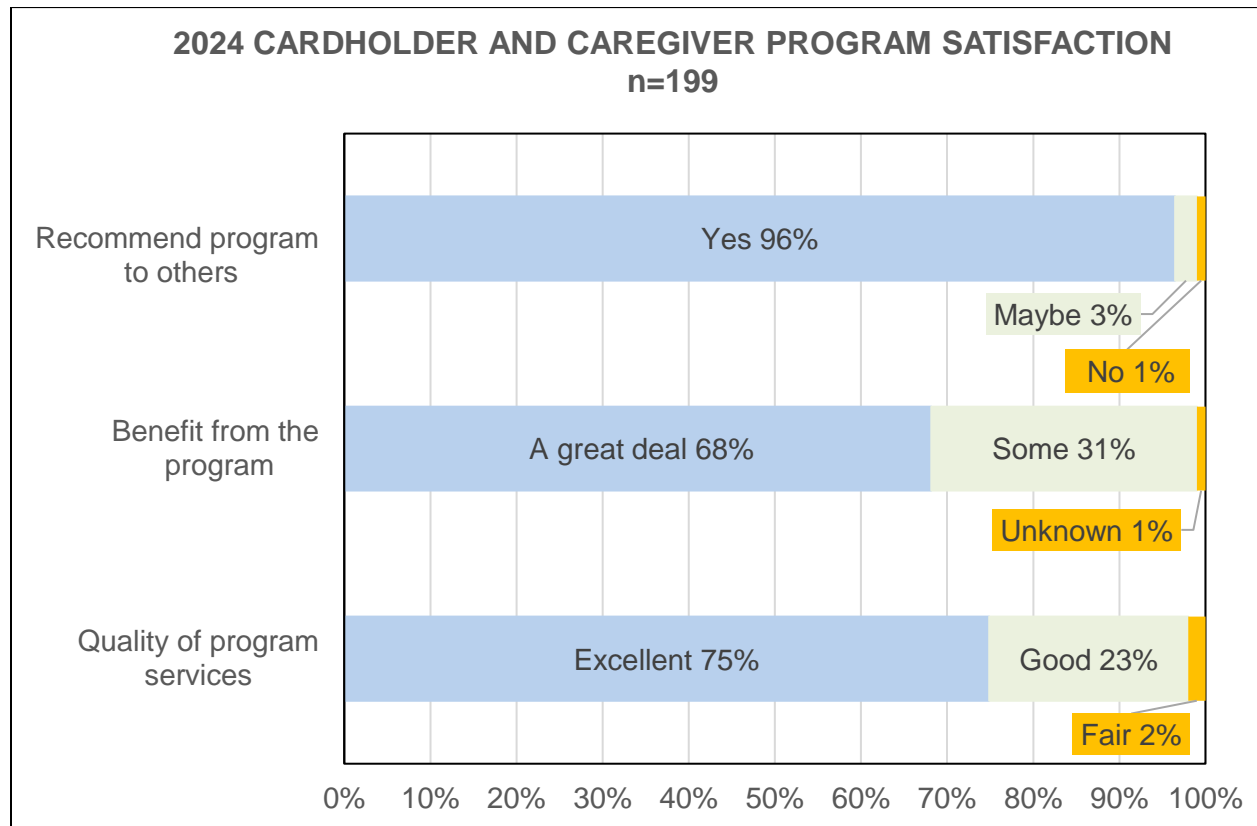 2024 CARDHOLDER AND CAREGIVER PROGRAM SATISFACTION
n=199
Recommend program
to others
Yes 96%
Maybe 3%
No 1%
Benefit from the
program
A great deal 68%
Some 31%
Unknown 1%
Quality of program
services
Excellent 75%
Good 23%
Fair 2%
0% 10% 20% 30% 40% 50% 60% 70% 80% 90% 100%